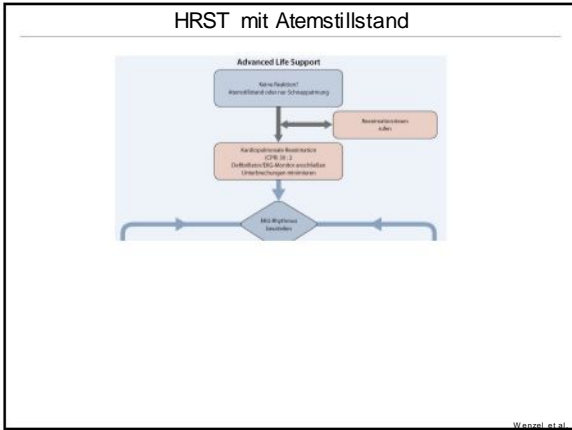 HRST mit Atemstillstand
Advanced Life Support
Keine Reaktion?
Atemstillstand oder nur Schnappatmung
Reanimationsteam
rufen
Kardiopulmonale Reanimation
(CPR) 30 : 2
Defibrillator/EKG-Monitor anschließen
Unterbrechungen minimieren
EKG-Rhythmus
beurteilen
Wenzel et al.